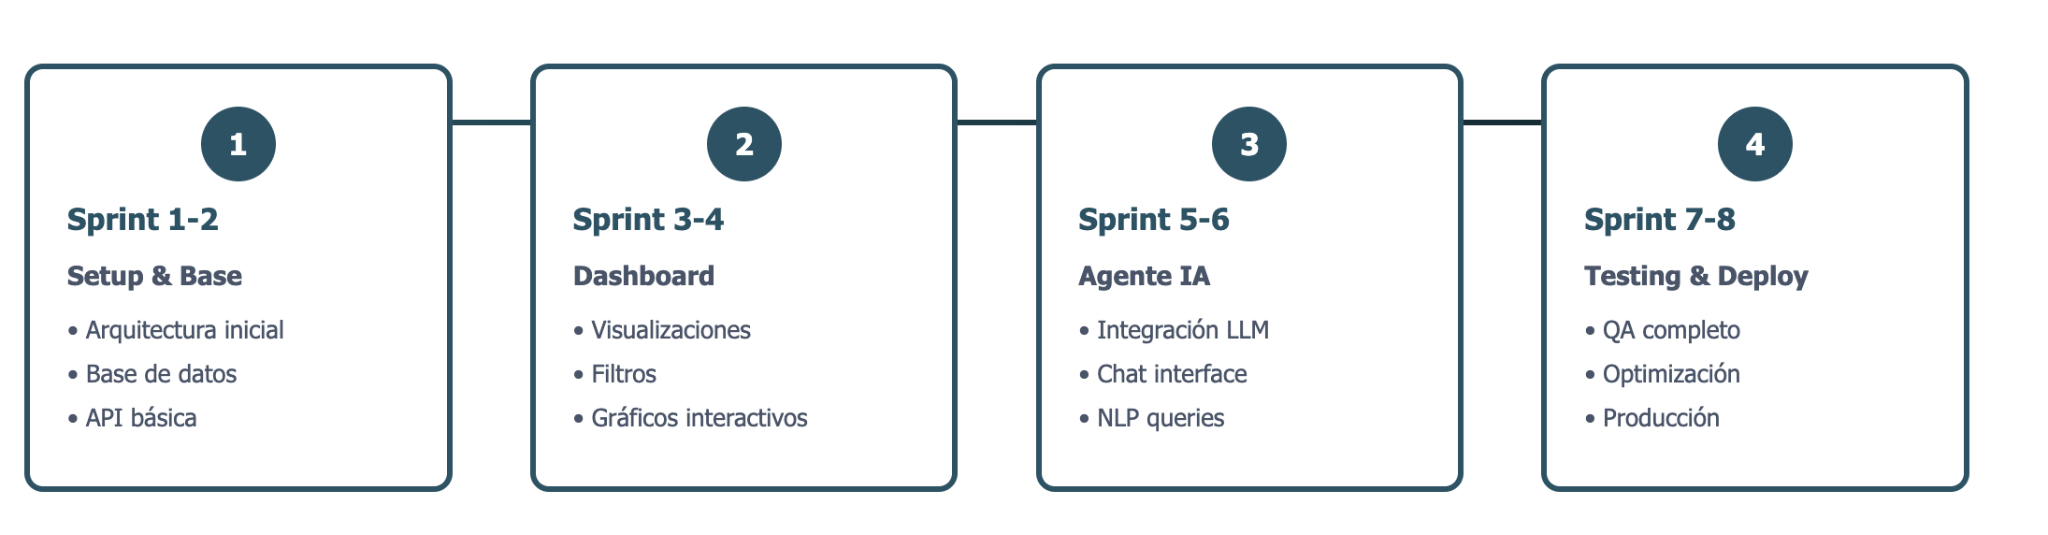 1
Sprint 1-2
Setup & Base
• Arquitectura inicial
• Base de datos
• API básica
2
Sprint 3-4
Dashboard
• Visualizaciones
• Filtros
• Gráficos interactivos
3
Sprint 5-6
Agente IA
• Integración LLM
• Chat interface
• NLP queries
4
Sprint 7-8
Testing & Deploy
• QA completo
• Optimización
• Producción